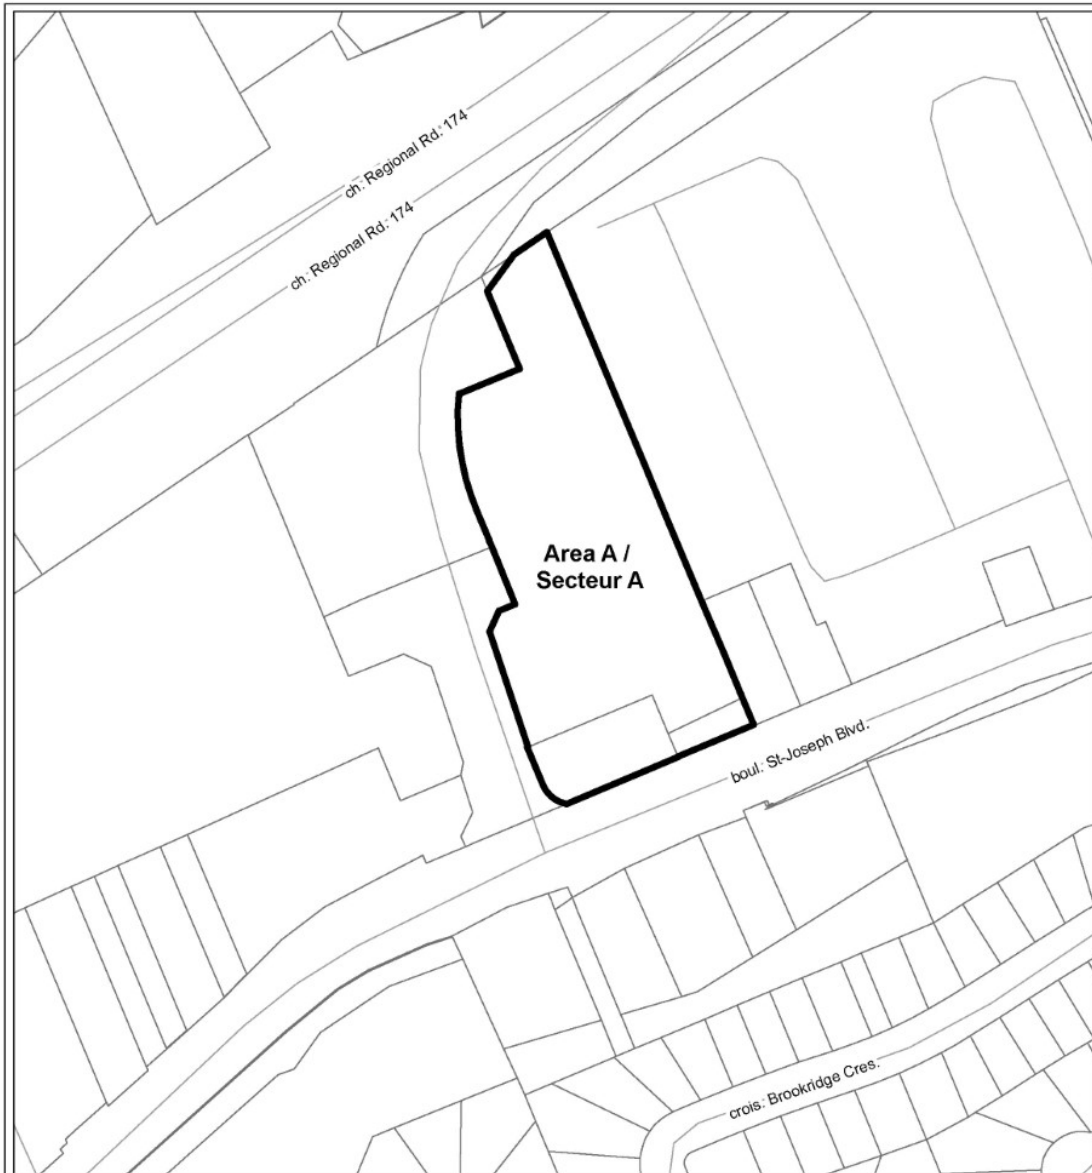 ch: Regional Rd: 174
ch: Regional Rd: 174
Area A /
Secteur A
boul: St-Joseph Blvd.
crois: Brookridge Cres.